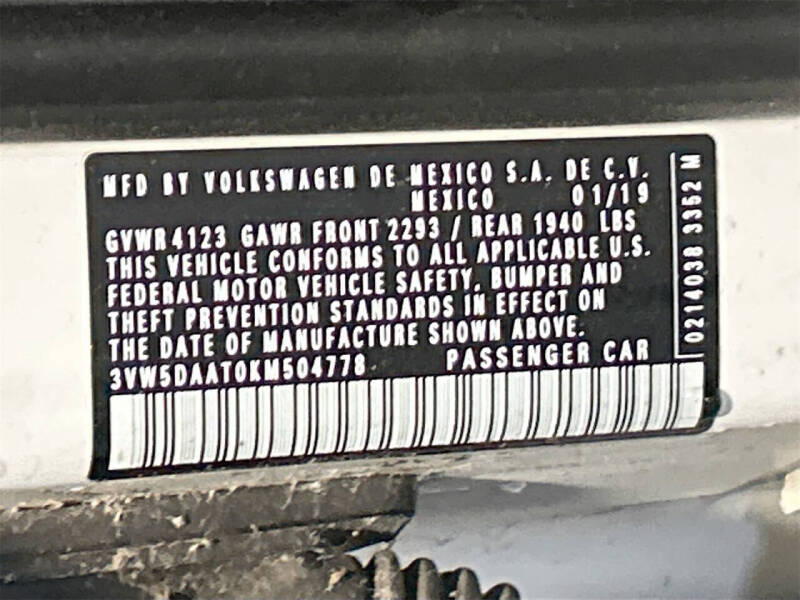 MFD BY VOLKSWAGEN DE MEXICO S.A. DE C.V.
MEXICO 01/19
GVWR 4123 GAWR FRONT 2293 / REAR 1940 LBS
THIS VEHICLE CONFORMS TO ALL APPLICABLE U.S.
FEDERAL MOTOR VEHICLE SAFETY, BUMPER AND
THEFT PREVENTION STANDARDS IN EFFECT ON
THE DATE OF MANUFACTURE SHOWN ABOVE.
3VW5DAAT0KM504778 PASSENGER CAR
0214038 3352 M